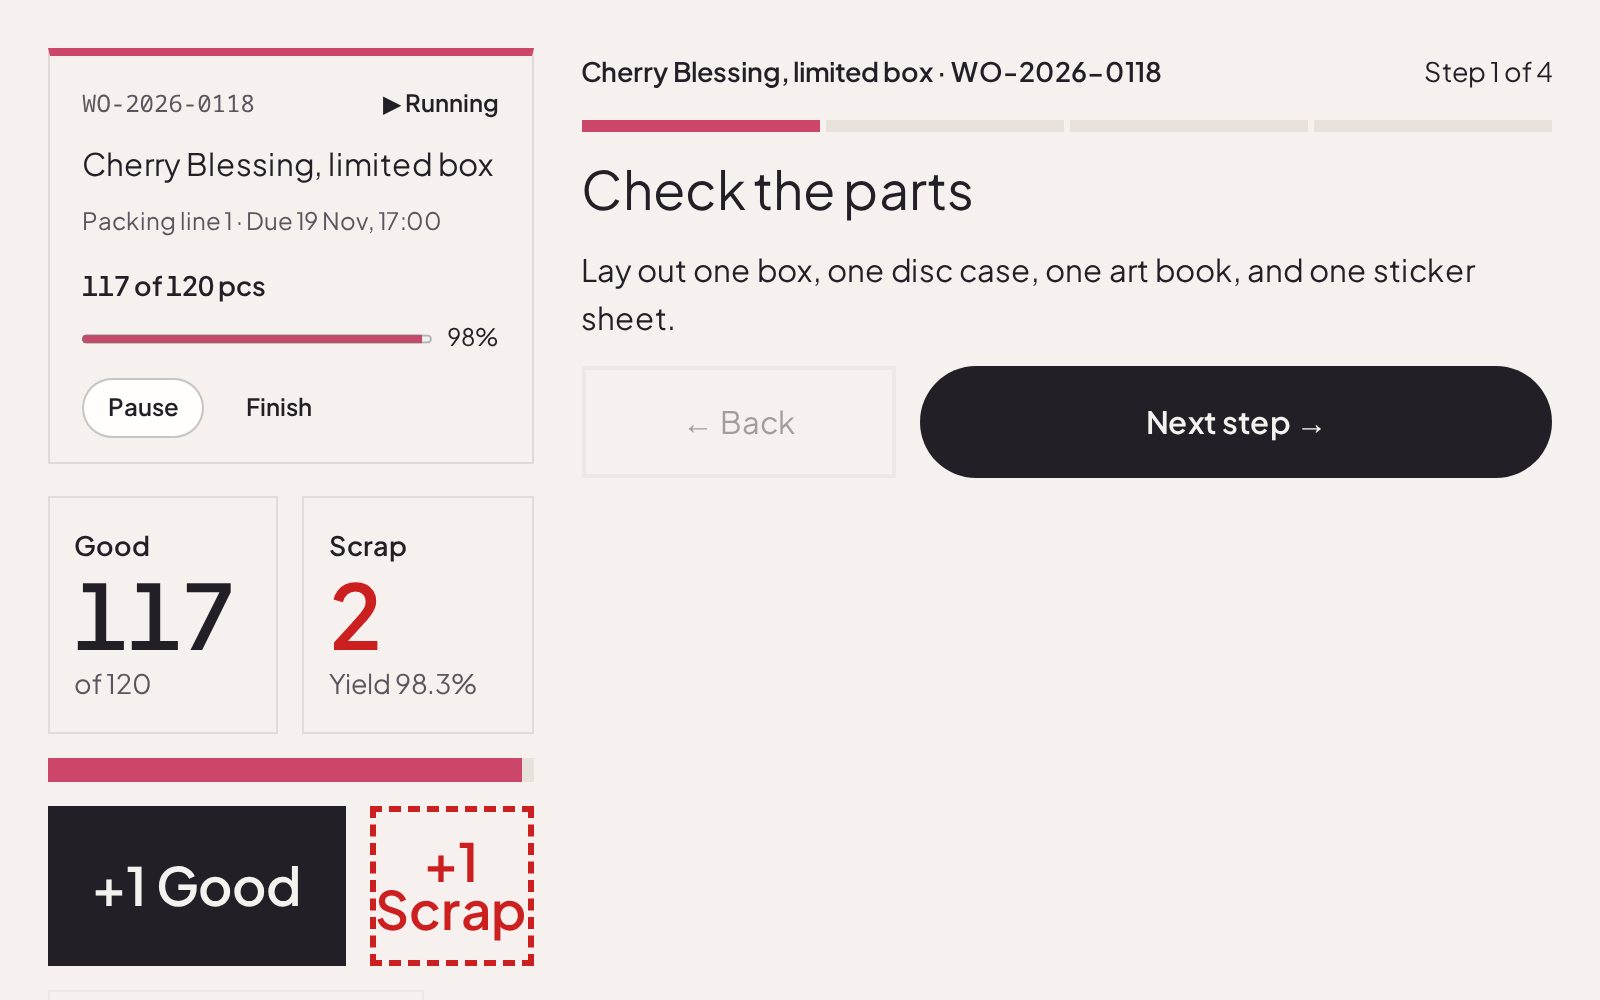 WO-2026-0118
▶ Running
Cherry Blessing, limited box
Packing line 1 · Due 19 Nov, 17:00
117 of 120 pcs
98%
Pause
Finish
Good
117
of 120
Scrap
2
Yield 98.3%
+1 Good
+1
Scrap
Cherry Blessing, limited box · WO-2026-0118
Step 1 of 4
Check the parts
Lay out one box, one disc case, one art book, and one sticker
sheet.
← Back
Next step →